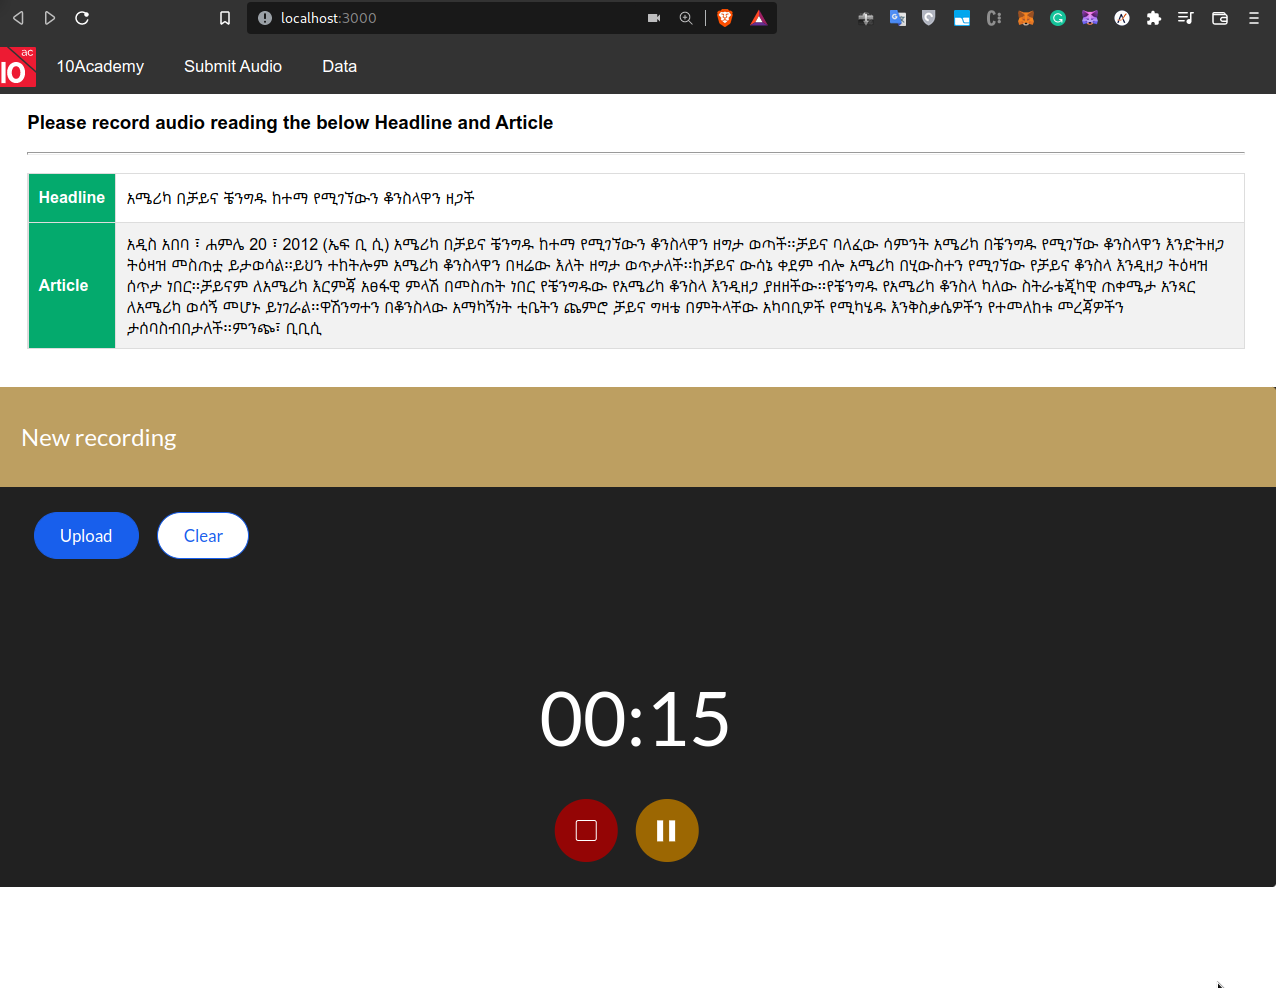 localhost:3000
10 ac
10Academy Submit Audio Data
Please record audio reading the below Headline and Article
Headline አሜሪካ በቻይና ቼንግዱ ከተማ የሚገኘውን ቆንስላዋን ዘጋች
Article
አዲስ አበባ ፣ ሐምሌ 20 ፣ 2012 (ኤፍ ቢ ሲ) አሜሪካ በቻይና ቼንግዱ ከተማ የሚገኘውን ቆንስላዋን ዘግታ ወጣች።ቻይና ባለፈው ሳምንት አሜሪካ በቼንግዱ የሚገኘው ቆንስላዋን እንድትዘጋ
ትዕዛዝ መስጠቷ ይታወሳል።ይህን ተከትሎም አሜሪካ ቆንስላዋን በዛሬው እለት ዘግታ ወጥታለች።ከቻይና ውሳኔ ቀደም ብሎ አሜሪካ በሂውስተን የሚገኘው የቻይና ቆንስላ እንዲዘጋ ትዕዛዝ
ሰጥታ ነበር።ቻይናም ለአሜሪካ እርምጃ አፀፋዊ ምላሽ በመስጠት ነበር የቼንግዱው የአሜሪካ ቆንስላ እንዲዘጋ ያዘዘችው።የቼንግዱ የአሜሪካ ቆንስላ ካለው ስትራቴጂካዊ ጠቀሜታ አንጻር
ለአሜሪካ ወሳኝ መሆኑ ይነገራል።ዋሽንግተን በቆንስላው አማካኝነት ቲቤትን ጨምሮ ቻይና ግዛቴ በምትላቸው አካባቢዎች የሚካሄዱ እንቅስቃሴዎችን የተመለከቱ መረጃዎችን
ታሰባስብበታለች።ምንጭ፣ ቢቢሲ
New recording
Upload Clear
00:15